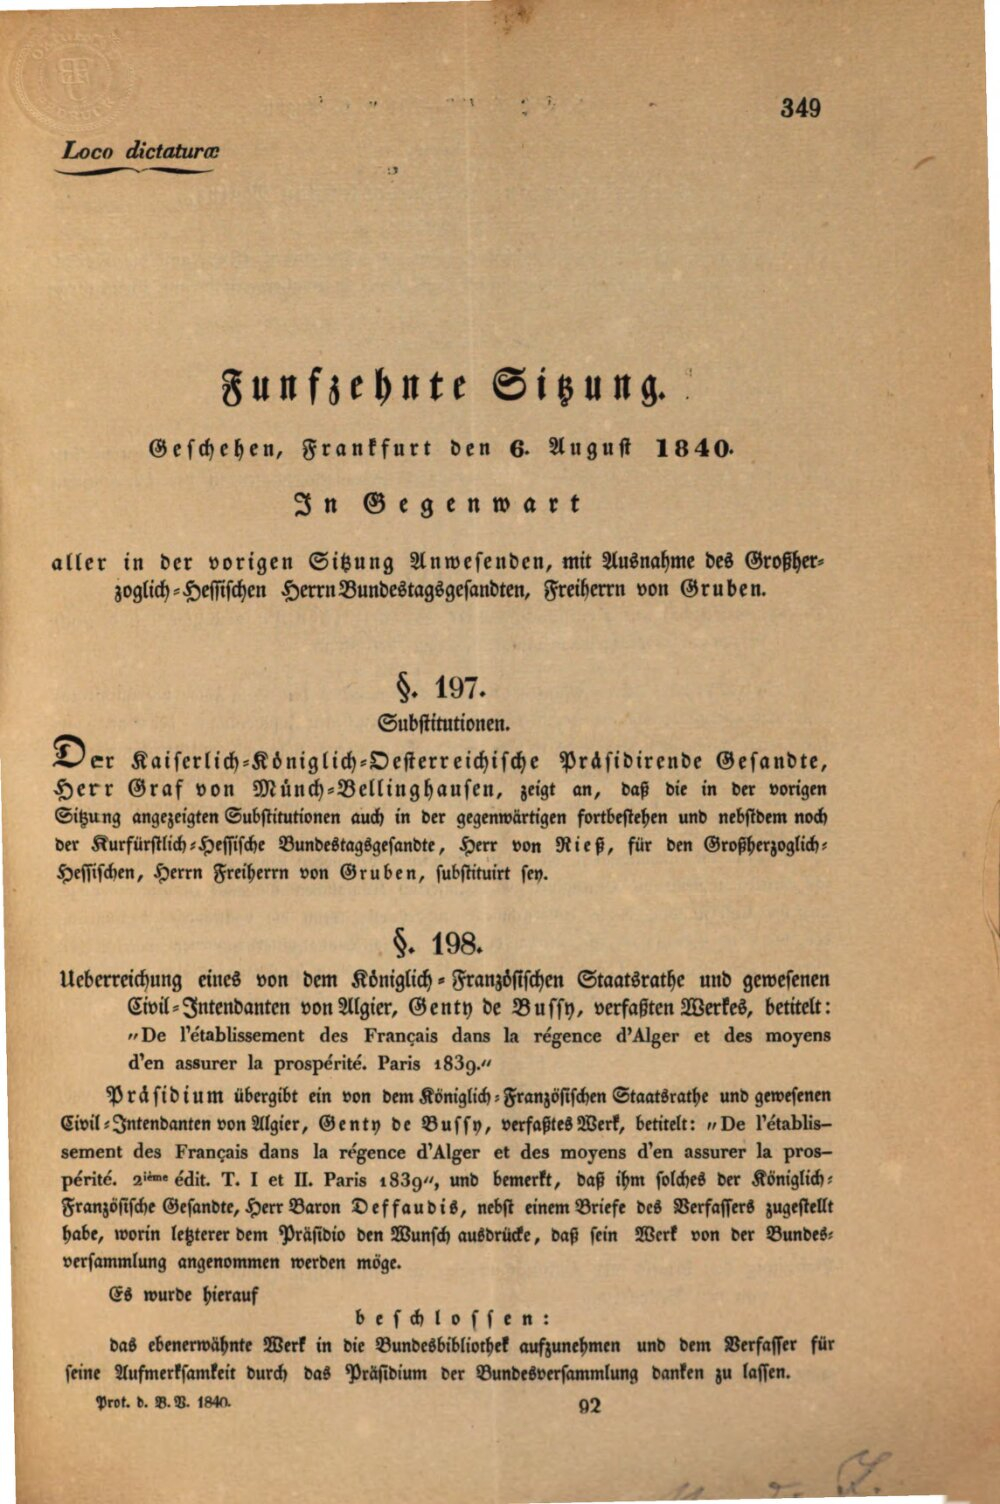 349
Loco dictaturæ
Funfzehnte Sitzung.
Geschehen, Frankfurt den 6. August 1840.
In Gegenwart
aller in der vorigen Sitzung Anwesenden, mit Ausnahme des Großher-
zoglich-Hessischen Herrn Bundestagsgesandten, Freiherrn von Gruben.
§. 197.
Substitutionen.
Der Kaiserlich-Königlich-Oesterreichische Präsidirende Gesandte,
Herr Graf von Münch-Bellinghausen, zeigt an, daß die in der vorigen
Sitzung angezeigten Substitutionen auch in der gegenwärtigen fortbestehen und nebstdem noch
der Kurfürstlich-Hessische Bundestagsgesandte, Herr von Rieß, für den Großherzoglich-
Hessischen, Herrn Freiherrn von Gruben, substituirt sey.
§. 198.
Ueberreichung eines von dem Königlich-Französischen Staatsrathe und gewesenen
Civil-Intendanten von Algier, Genty de Bussy, verfaßten Werkes, betitelt:
"De l'établissement des Français dans la régence d'Alger et des moyens
d'en assurer la prospérité. Paris 1839."
Präsidium übergibt ein von dem Königlich-Französischen Staatsrathe und gewesenen
Civil-Intendanten von Algier, Genty de Bussy, verfaßtes Werk, betitelt: "De l'établis-
sement des Français dans la régence d'Alger et des moyens d'en assurer la pros-
périté. 2ième édit. T. I et II. Paris 1839", und bemerkt, daß ihm solches der Königlich-
Französische Gesandte, Herr Baron Deffaudis, nebst einem Briefe des Verfassers zugestellt
habe, worin letzterer dem Präsidio den Wunsch ausdrücke, daß sein Werk von der Bundes-
versammlung angenommen werden möge.
Es wurde hierauf
beschlossen:
das ebenerwähnte Werk in die Bundesbibliothek aufzunehmen und dem Verfasser für
seine Aufmerksamkeit durch das Präsidium der Bundesversammlung danken zu lassen.
Prot. d. B. V. 1840.
92